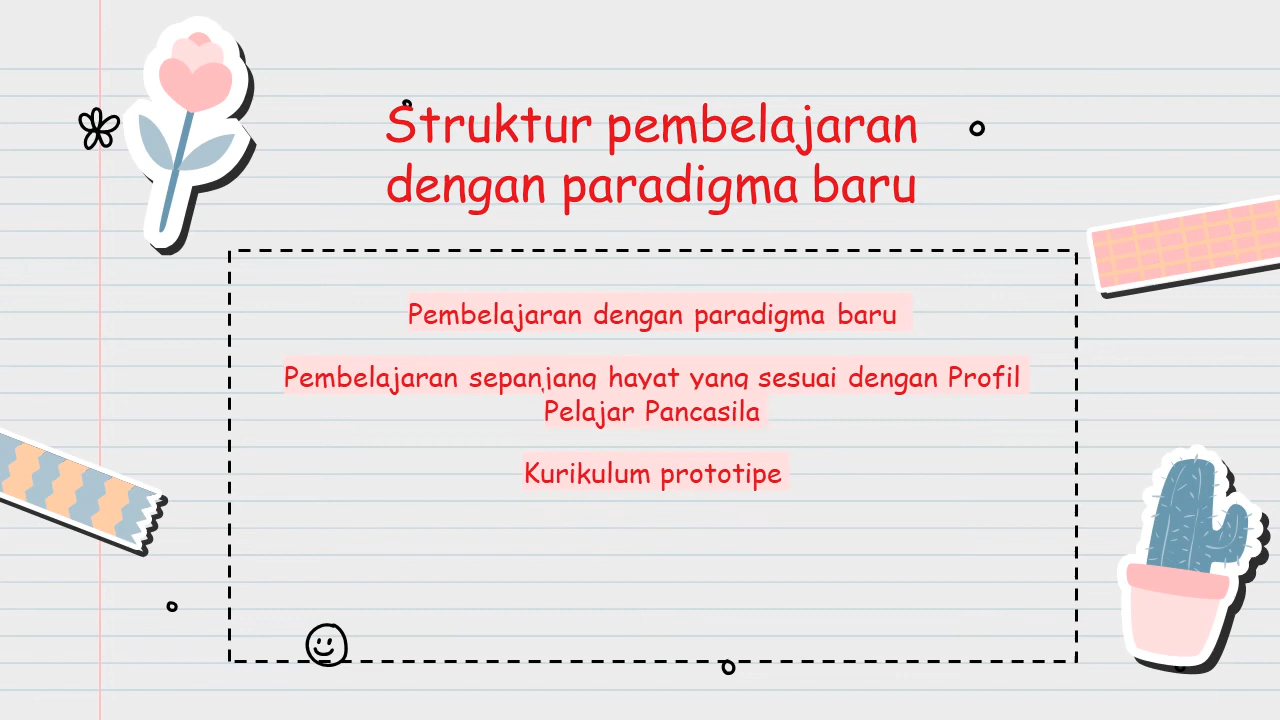 Struktur pembelajaran
dengan paradigma baru
Pembelajaran dengan paradigma baru
Pembelajaran sepanjang hayat yang sesuai dengan Profil
Pelajar Pancasila
Kurikulum prototipe